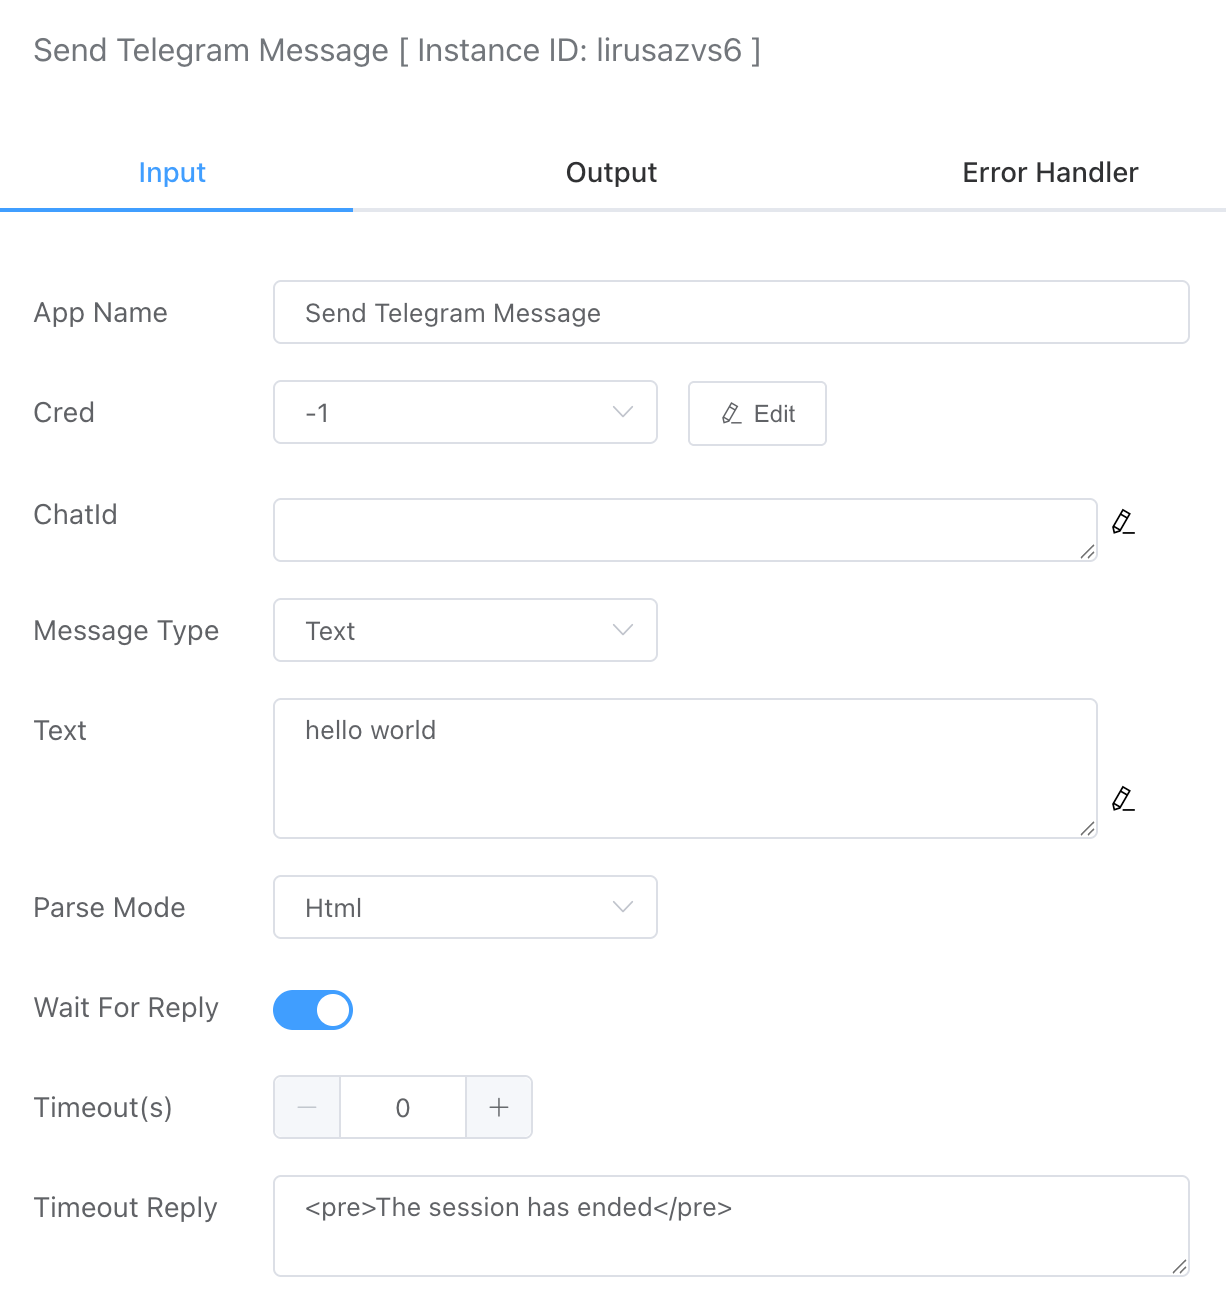 Send Telegram Message [ Instance ID: lirusazvs6 ]
Input Output Error Handler
App Name Send Telegram Message
Cred -1 Edit
ChatId
Message Type Text
Text hello world
Parse Mode Html
Wait For Reply
Timeout(s) 0
Timeout Reply <pre>The session has ended</pre>